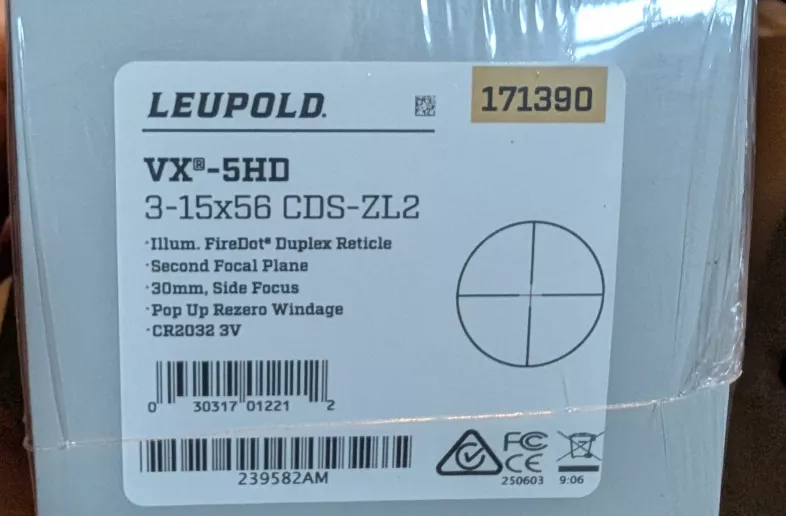 LEUPOLD.
171390
VX®-5HD
3-15x56 CDS-ZL2
·Illum. FireDot® Duplex Reticle
·Second Focal Plane
·30mm, Side Focus
·Pop Up Rezero Windage
·CR2032 3V
0 30317 01221 2
239582AM
FC
CE
250603 9:06